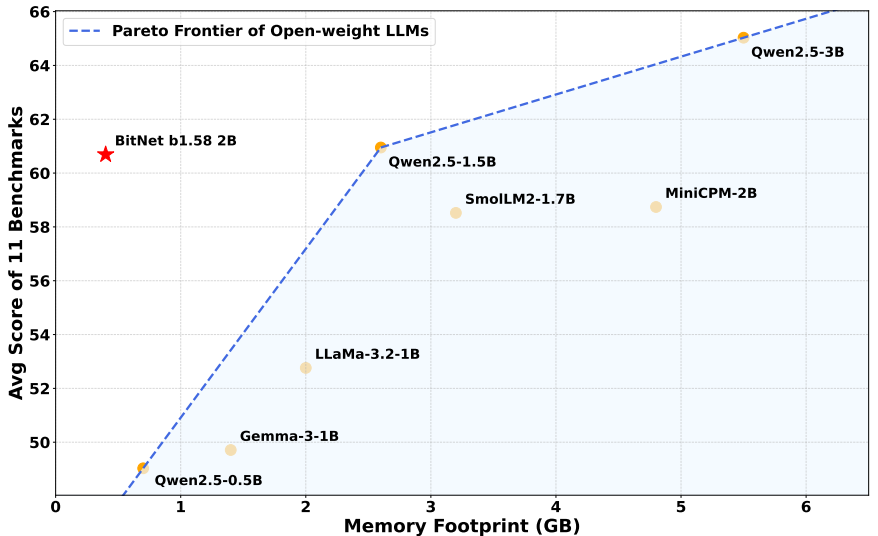 Pareto Frontier of Open-weight LLMs
66
64
62
60
58
56
54
52
50
Avg Score of 11 Benchmarks
Qwen2.5-3B
BitNet b1.58 2B
Qwen2.5-1.5B
SmolLM2-1.7B
MiniCPM-2B
LLaMa-3.2-1B
Gemma-3-1B
Qwen2.5-0.5B
0 1 2 3 4 5 6
Memory Footprint (GB)